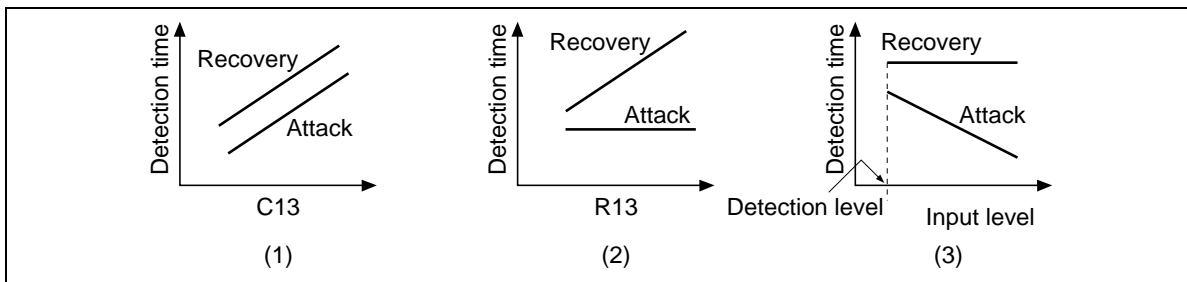 Detection time
Recovery
Attack
C13
(1)
Detection time
Recovery
Attack
R13
(2)
Detection time
Recovery
Attack
Detection level
Input level
(3)